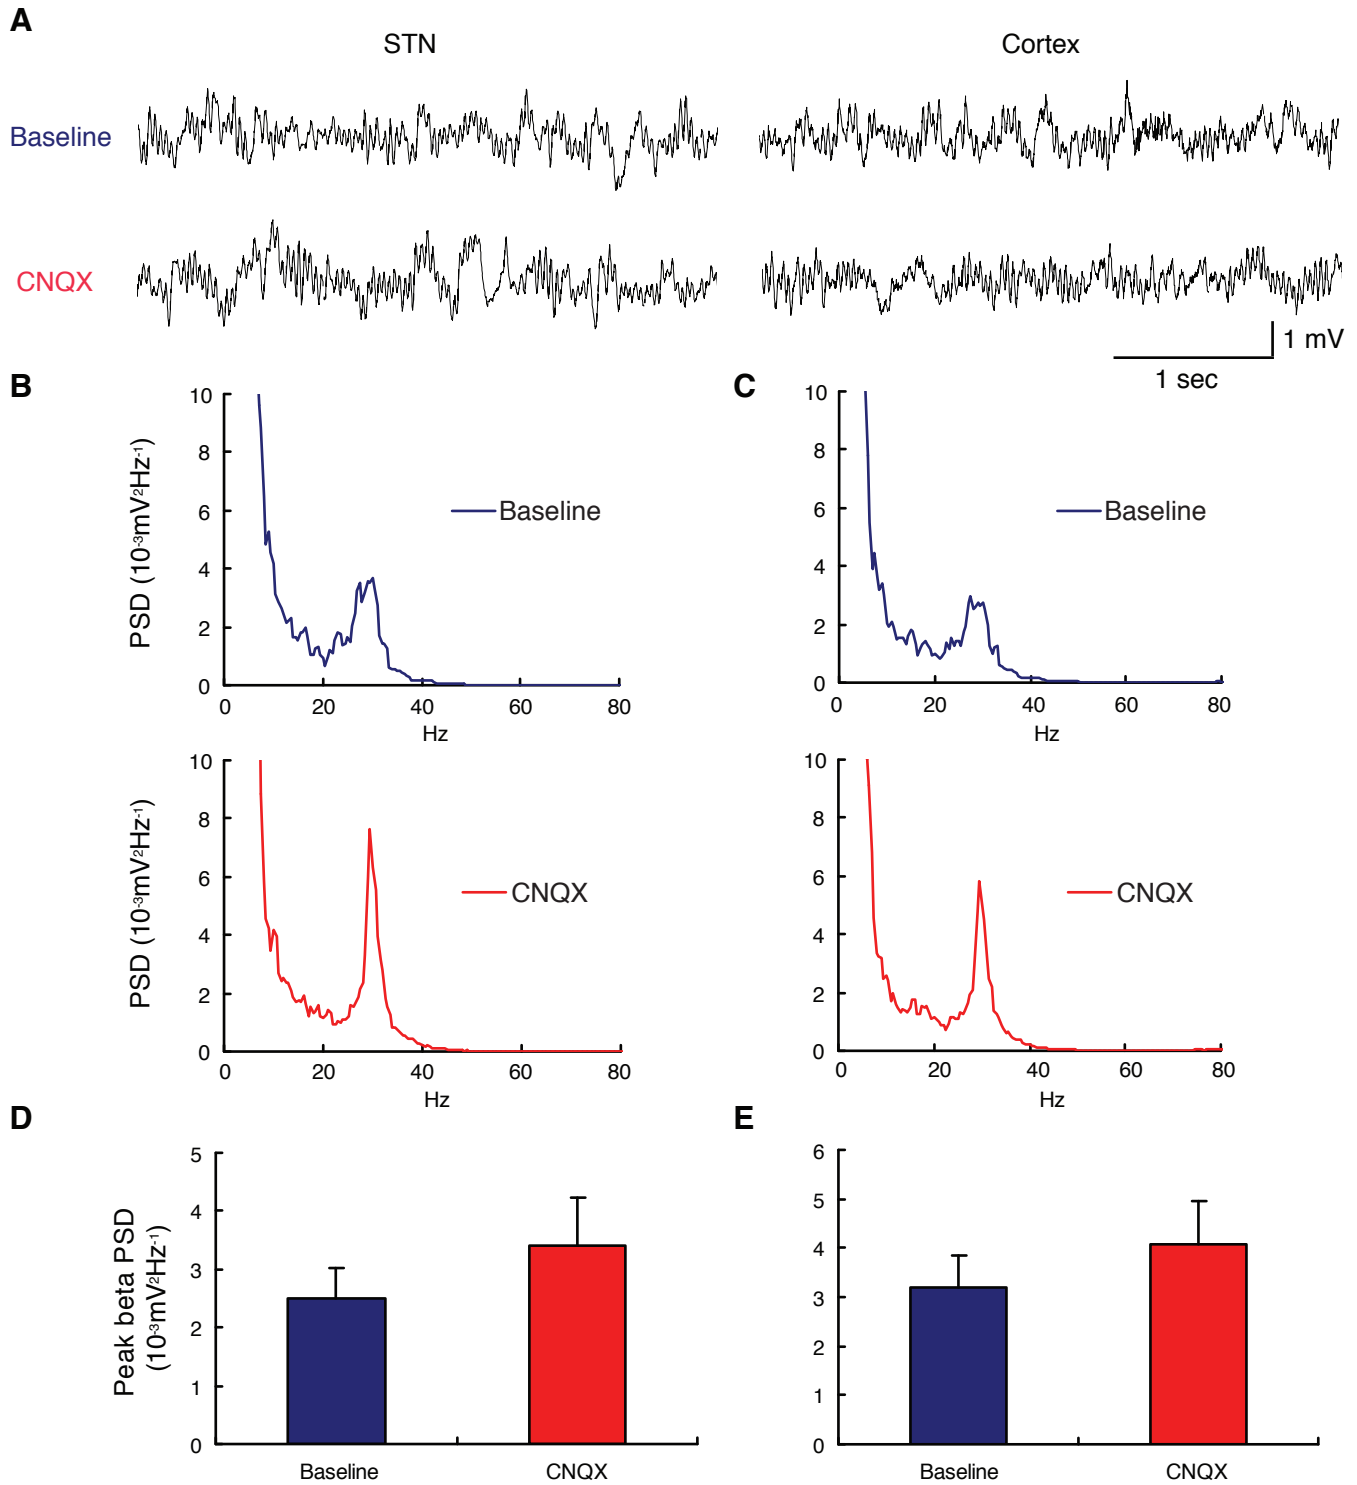 A
STN
Cortex
Baseline
CNQX
1 mV
1 sec
B
10
8
6
4
2
0
PSD (10-3mV2Hz-1)
Baseline
0 20 40 60 80
Hz
C
10
8
6
4
2
0
Baseline
0 20 40 60 80
Hz
10
8
6
4
2
0
PSD (10-3mV2Hz-1)
CNQX
0 20 40 60 80
Hz
10
8
6
4
2
0
CNQX
0 20 40 60 80
Hz
D
5
4
3
2
1
0
Peak beta PSD
(10-3mV2Hz-1)
Baseline CNQX
E
6
5
4
3
2
1
0
Baseline CNQX